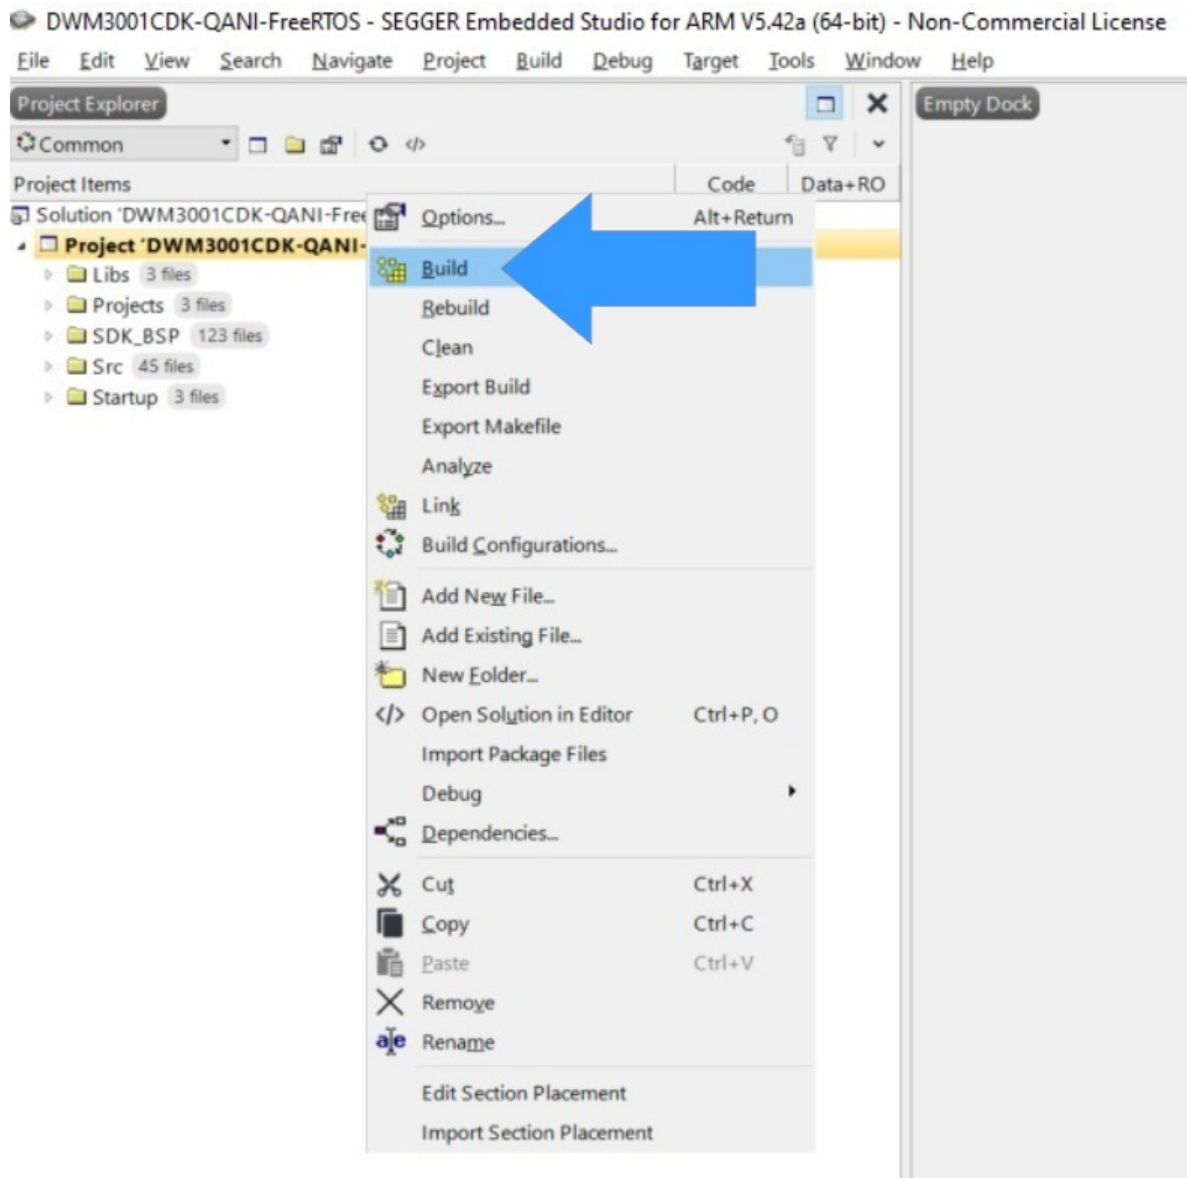 DWM3001CDK-QANI-FreeRTOS - SEGGER Embedded Studio for ARM V5.42a (64-bit) - Non-Commercial License
File Edit View Search Navigate Project Build Debug Target Tools Window Help
Project Explorer
Empty Dock
Common
</>
Project Items Code Data+RO
Solution 'DWM3001CDK-QANI-Free
Project 'DWM3001CDK-QANI-
Libs 3 files
Projects 3 files
SDK_BSP 123 files
Src 45 files
Startup 3 files
Options... Alt+Return
Build
Rebuild
Clean
Export Build
Export Makefile
Analyze
Link
Build Configurations...
Add New File...
Add Existing File...
New Folder...
</> Open Solution in Editor Ctrl+P, O
Import Package Files
Debug
Dependencies...
Cut Ctrl+X
Copy Ctrl+C
Paste Ctrl+V
Remove
a|e Rename
Edit Section Placement
Import Section Placement